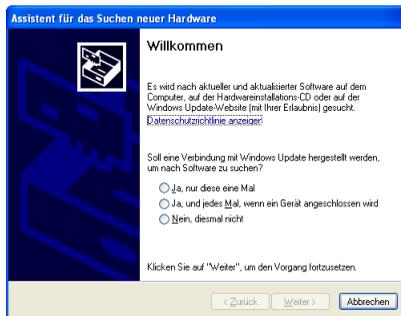 Assistent für das Suchen neuer Hardware
Willkommen
Es wird nach aktueller und aktualisierter Software auf dem
Computer, auf der Hardwareinstallations-CD oder auf der
Windows Update-Website (mit Ihrer Erlaubnis) gesucht.
Datenschutzrichtlinie anzeigen
Soll eine Verbindung mit Windows Update hergestellt werden,
um nach Software zu suchen?
Ja, nur diese eine Mal
Ja, und jedes Mal, wenn ein Gerät angeschlossen wird
Nein, diesmal nicht
Klicken Sie auf "Weiter", um den Vorgang fortzusetzen.
< Zurück
Weiter >
Abbrechen